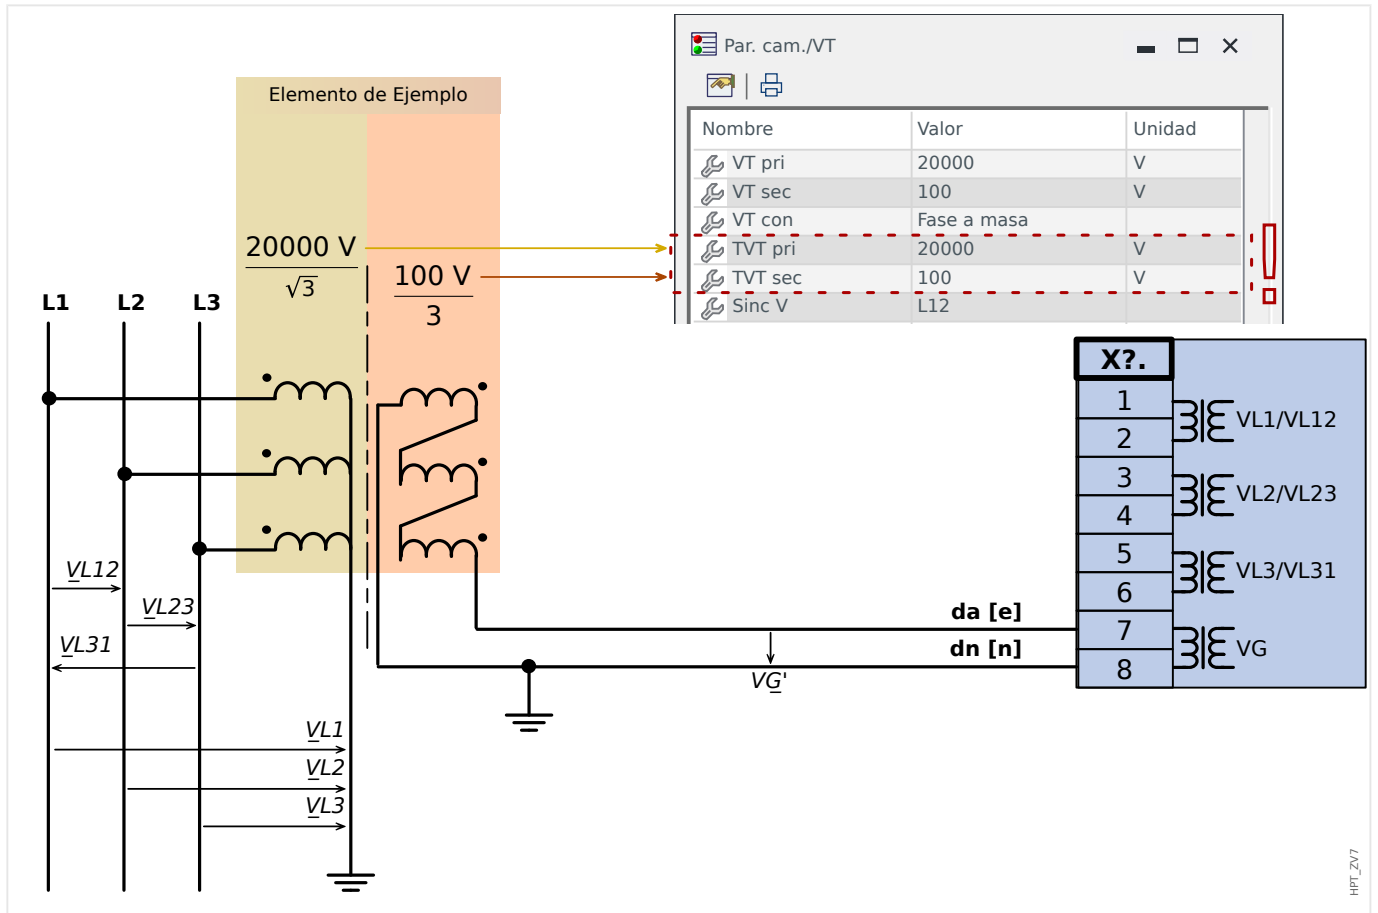 Par. cam./VT
Nombre Valor Unidad
VT pri 20000 V
VT sec 100 V
VT con Fase a masa
TVT pri 20000 V
TVT sec 100 V
Sinc V L12
Elemento de Ejemplo
20000 V
√3
100 V
3
L1 L2 L3
X?.
1
2
3
4
5
6
7
8
VL1/VL12
VL2/VL23
VL3/VL31
VG
VL12
VL23
VL31
da [e]
dn [n]
VG'
VL1
VL2
VL3
HPT_ZV7